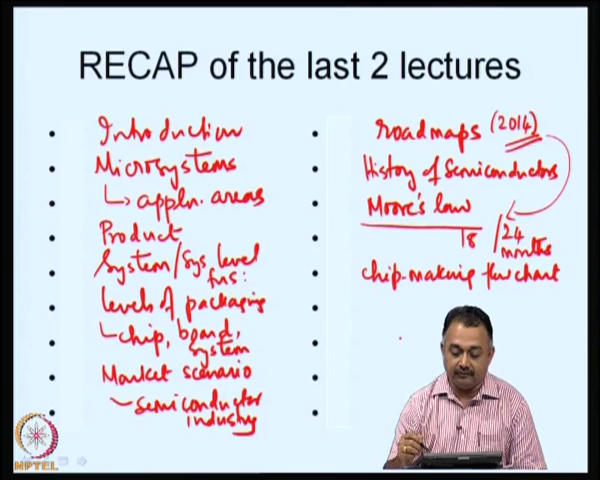 RECAP of the last 2 lectures
Introduction
Microsystems
↳ appln. areas
Product
System/Sys. level
fns:
levels of packaging
↳ chip, board,
system
Market scenario
↳ semiconductor
industry
roadmaps (2014)
History of Semiconductors
Moore's law
18 / 24
months
chip-making flow chart
NPTEL